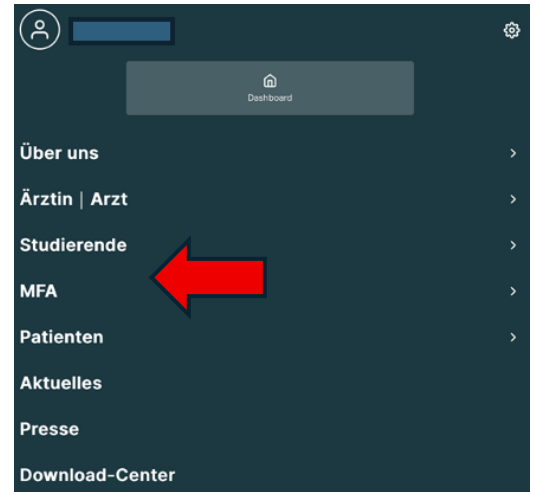 Dashboard
Über uns
Ärztin | Arzt
Studierende
MFA
Patienten
Aktuelles
Presse
Download-Center